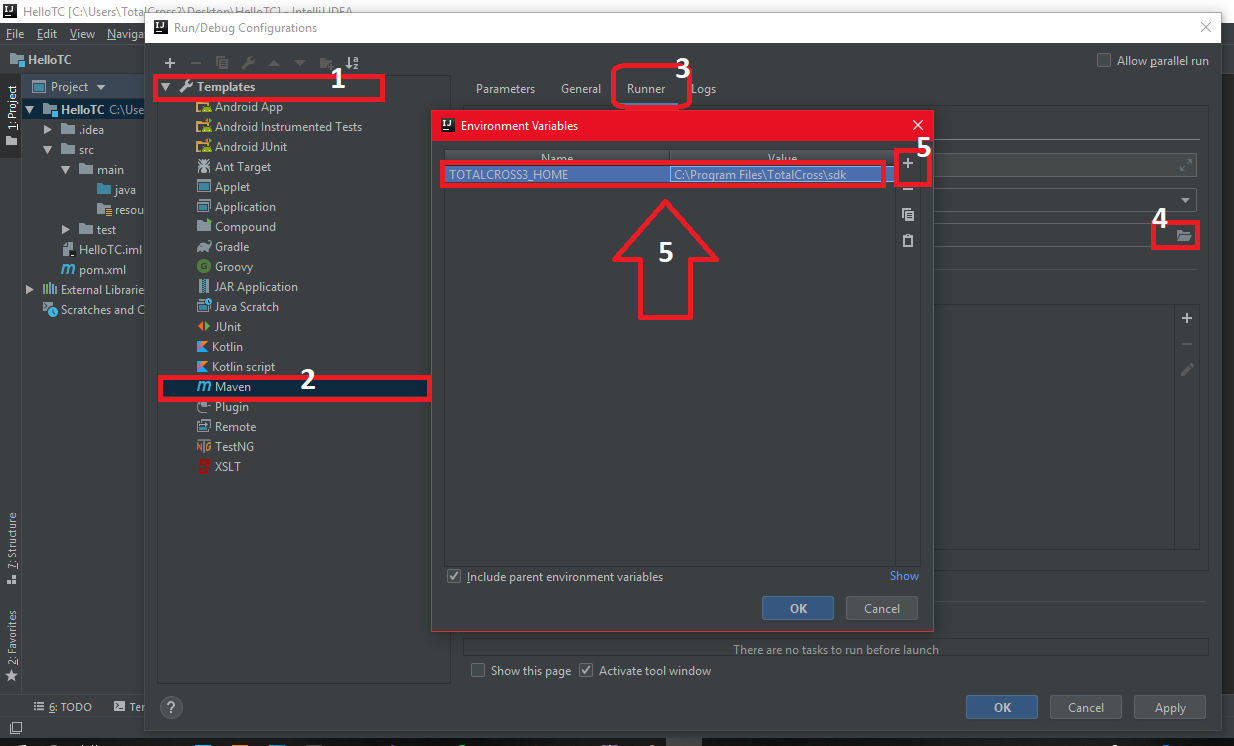 HelloTC [C:\Users\TotalCross2\Desktop\HelloTC] - IntelliJ IDEA
File Edit View Naviga
Run/Debug Configurations
HelloTC
Allow parallel run
1
3
Project
1: Project
Templates
Parameters General Runner Logs
HelloTC C:\Use
Android App
.idea
Android Instrumented Tests
Environment Variables
src
Android JUnit
5
main
Ant Target
Name Value
TOTALCROSS3_HOME C:\Program Files\TotalCross\sdk
java
Applet
resou
Application
4
test
Compound
HelloTC.iml
Gradle
5
pom.xml
Groovy
External Librarie
JAR Application
Scratches and C
Java Scratch
JUnit
Kotlin
Kotlin script
2
Maven
Plugin
Remote
TestNG
XSLT
7: Structure
Include parent environment variables Show
OK Cancel
2: Favorites
There are no tasks to run before launch
Show this page Activate tool window
6: TODO Ter
?
OK Cancel Apply